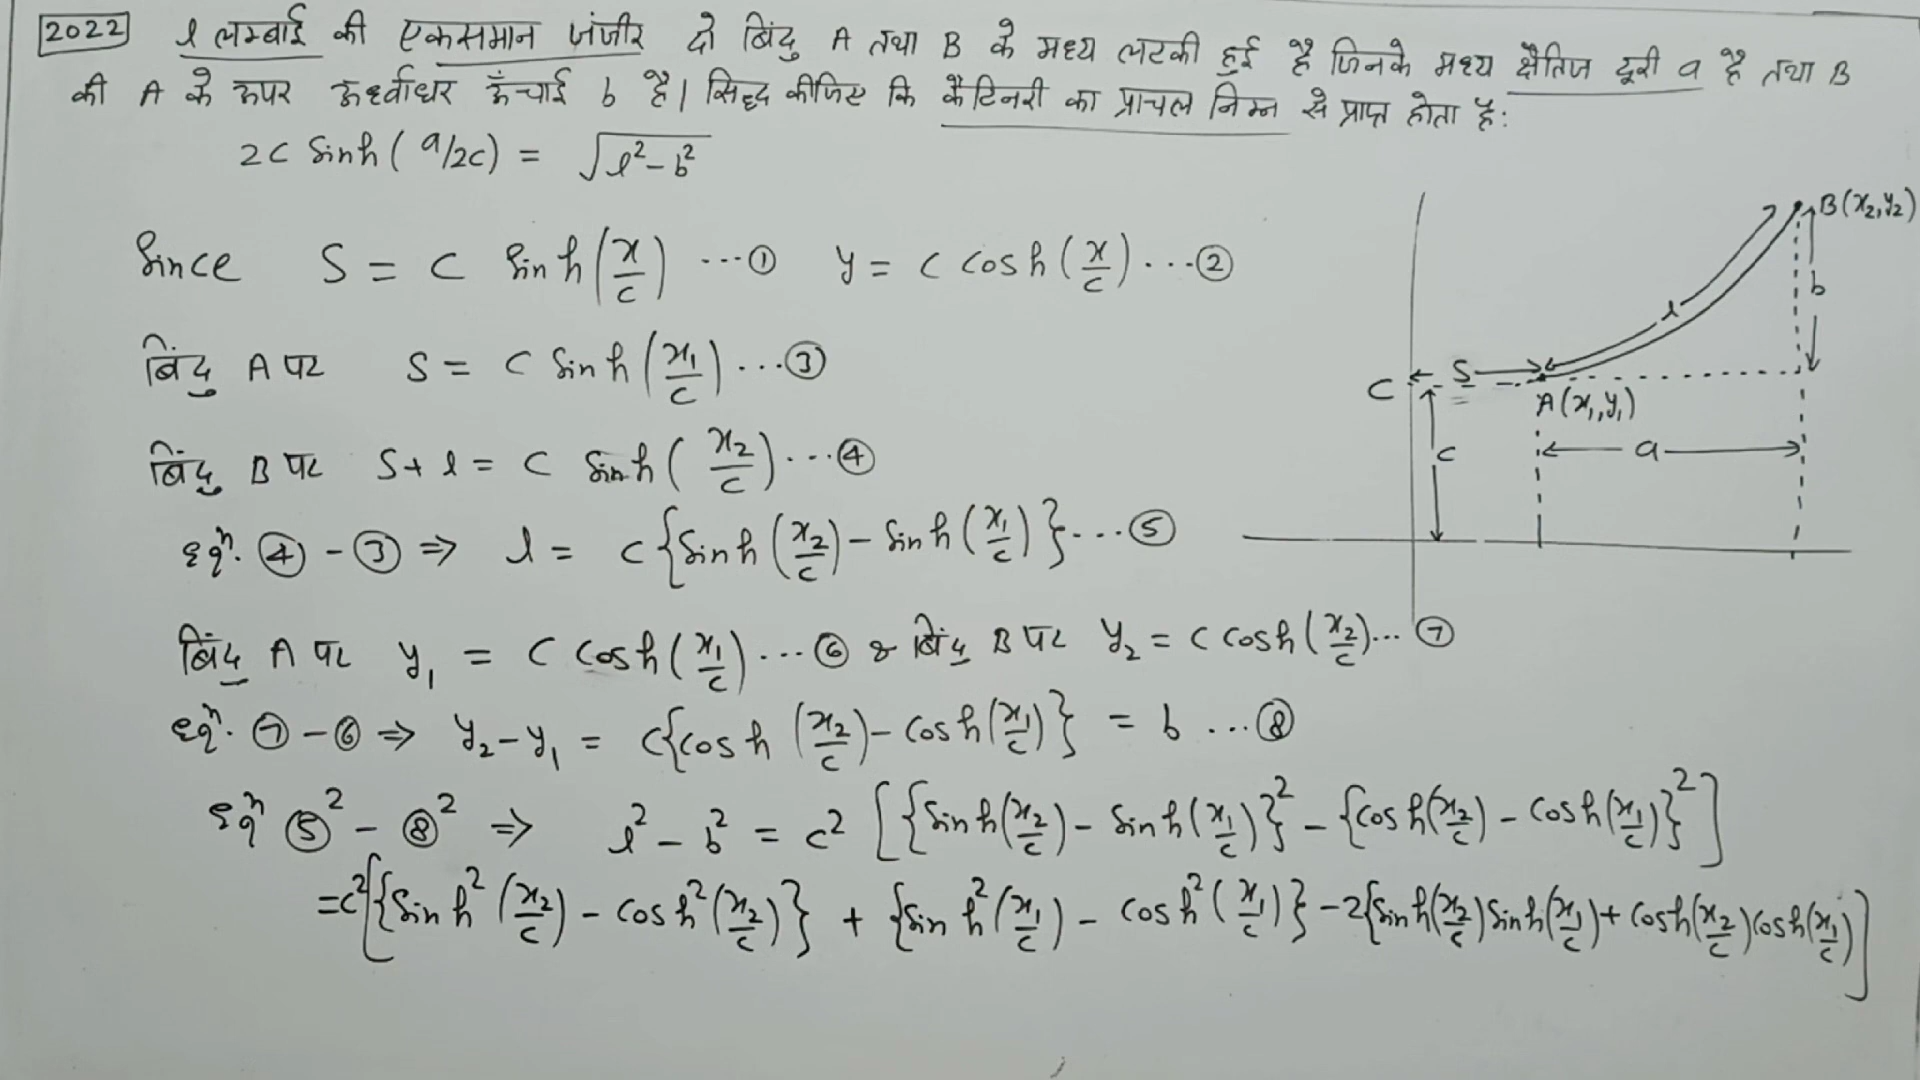 2022 l लम्बाई की एकसमान जंजीर दो बिंदु A तथा B के मध्य लटकी हुई है जिनके मध्य क्षैतिज दूरी a है तथा B
की A के ऊपर ऊर्ध्वाधर ऊँचाई b है। सिद्ध कीजिए कि कैटिनरी का प्राचल निम्न से प्राप्त होता है:
2c Sinh(a/2c) = √(l²-b²)
Since S = c Sinh(x/c) ...① y = c cosh(x/c)...②
बिंदु A पर S = c Sinh(x₁/c)...③
बिंदु B पर S+l = c Sinh(x₂/c)...④
eqⁿ. ④ - ③ ⇒ l = c{Sinh(x₂/c) - Sinh(x₁/c)}...⑤
बिंदु A पर y₁ = c cosh(x₁/c)...⑥ & बिंदु B पर y₂ = c cosh(x₂/c)...⑦
eqⁿ. ⑦ - ⑥ ⇒ y₂-y₁ = c{cosh(x₂/c) - cosh(x₁/c)} = b ...⑧
eqⁿ ⑤² - ⑧² ⇒ l² - b² = c² [{Sinh(x₂/c) - Sinh(x₁/c)}² - {cosh(x₂/c) - cosh(x₁/c)}²]
=c²[{Sinh²(x₂/c) - cosh²(x₂/c)} + {Sinh²(x₁/c) - cosh²(x₁/c)} -2{Sinh(x₂/c)Sinh(x₁/c) + cosh(x₂/c)cosh(x₁/c)]
B(x₂,y₂)
b
l
C
S
A(x₁,y₁)
c
a